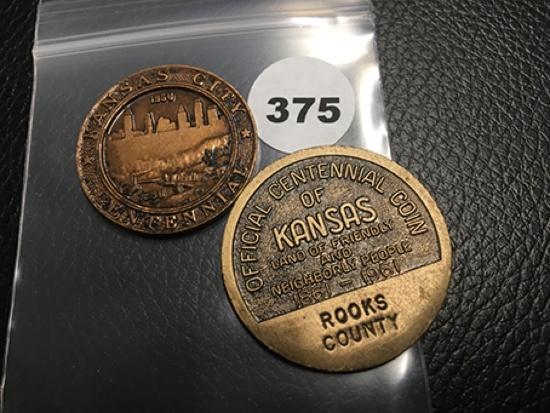 KANSAS CITY
1950
CENTENNIAL
375
OFFICIAL CENTENNIAL COIN
OF
KANSAS
LAND OF FRIENDLY
AND
NEIGHBORLY PEOPLE
1861 - 1961
ROOKS
COUNTY